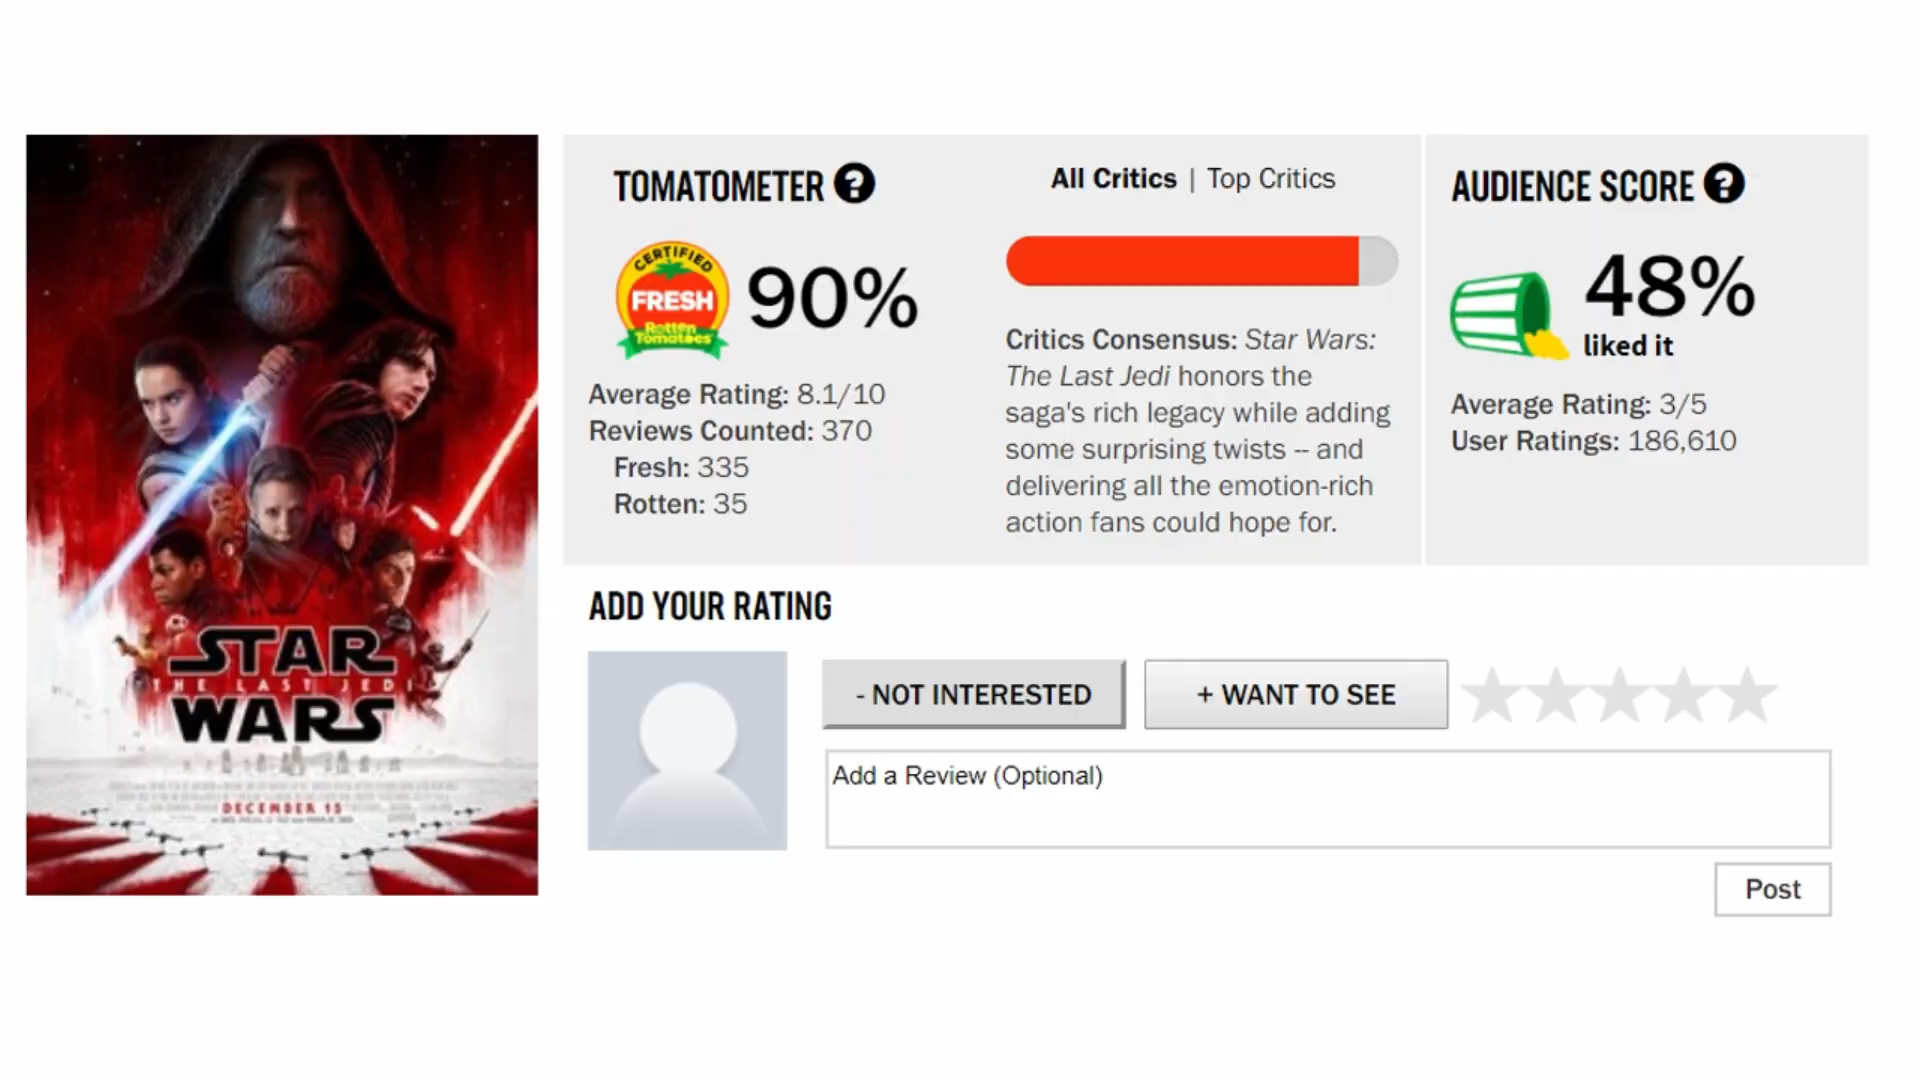 STAR
THE LAST JEDI
WARS
DECEMBER 15
TOMATOMETER ?
CERTIFIED
FRESH
Rotten
Tomatoes
90%
Average Rating: 8.1/10
Reviews Counted: 370
Fresh: 335
Rotten: 35
All Critics | Top Critics
Critics Consensus: Star Wars:
The Last Jedi honors the
saga's rich legacy while adding
some surprising twists -- and
delivering all the emotion-rich
action fans could hope for.
AUDIENCE SCORE ?
48%
liked it
Average Rating: 3/5
User Ratings: 186,610
ADD YOUR RATING
- NOT INTERESTED
+ WANT TO SEE
Add a Review (Optional)
Post